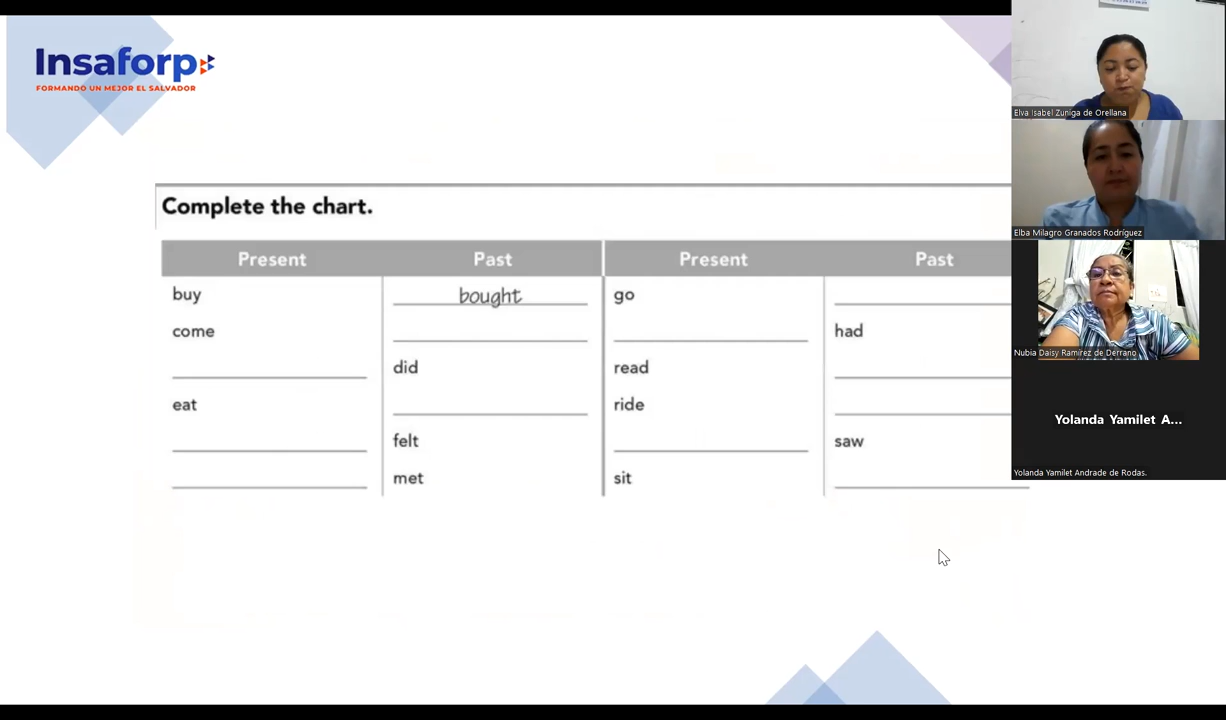 Insaforp
FORMANDO UN MEJOR EL SALVADOR
Complete the chart.
Present Past Present Past
buy bought go
come had
did read
eat ride
felt saw
met sit
Elva Isabel Zuniga de Orellana
Elba Milagro Granados Rodríguez
Nubia Daisy Ramirez de Derrano
Yolanda Yamilet A...
Yolanda Yamilet Andrade de Rodas.